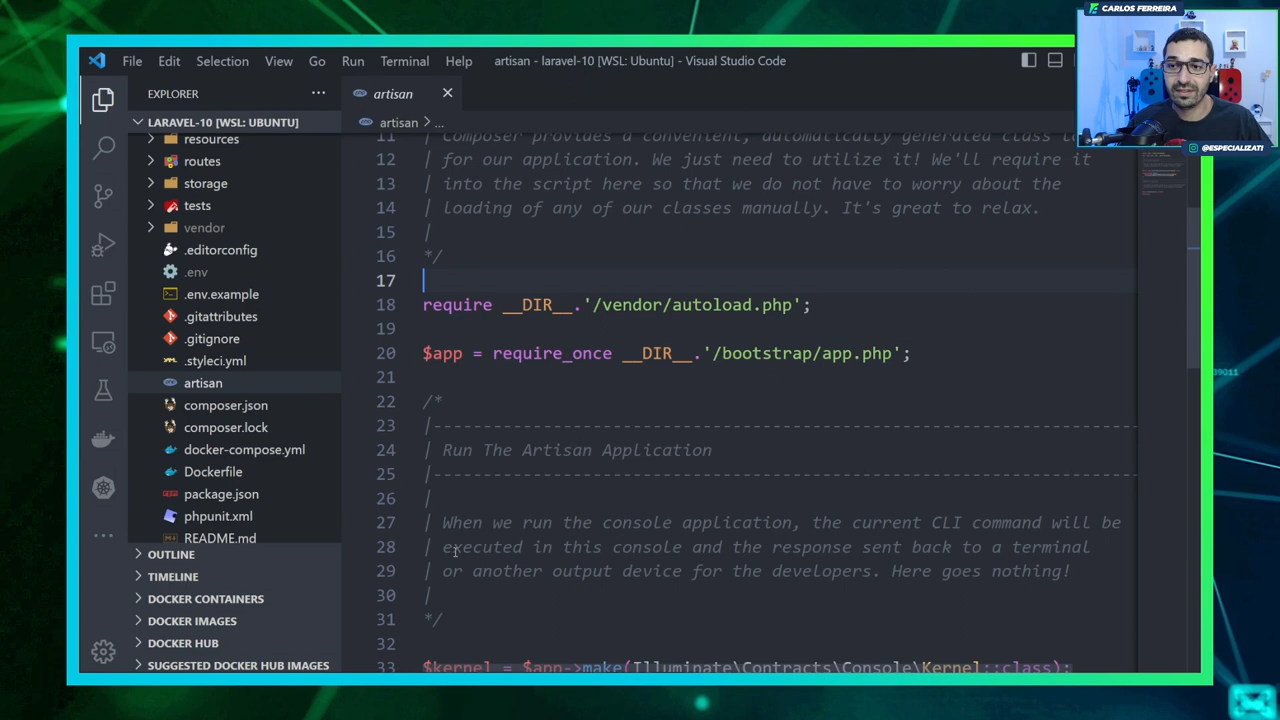 CARLOS FERREIRA
@ESPECIALIZATI
File Edit Selection View Go Run Terminal Help artisan - laravel-10 [WSL: Ubuntu] - Visual Studio Code
EXPLORER ···
artisan
LARAVEL-10 [WSL: UBUNTU]
artisan > ...
resources
routes
storage
tests
vendor
.editorconfig
.env
.env.example
.gitattributes
.gitignore
.styleci.yml
artisan
composer.json
composer.lock
docker-compose.yml
Dockerfile
package.json
phpunit.xml
README.md
OUTLINE
TIMELINE
DOCKER CONTAINERS
DOCKER IMAGES
DOCKER HUB
SUGGESTED DOCKER HUB IMAGES
11 | Composer provides a convenient, automatically generated class
12 | for our application. We just need to utilize it! We'll require it
13 | into the script here so that we do not have to worry about the
14 | loading of any of our classes manually. It's great to relax.
15 |
16 */
17
18 require __DIR__.'/vendor/autoload.php';
19
20 $app = require_once __DIR__.'/bootstrap/app.php';
21
22 /*
23 |--------------------------------------------------------------------------
24 | Run The Artisan Application
25 |--------------------------------------------------------------------------
26 |
27 | When we run the console application, the current CLI command will be
28 | executed in this console and the response sent back to a terminal
29 | or another output device for the developers. Here goes nothing!
30 |
31 */
32
33 $kernel = $app->make(Illuminate\Contracts\Console\Kernel::class);
39011